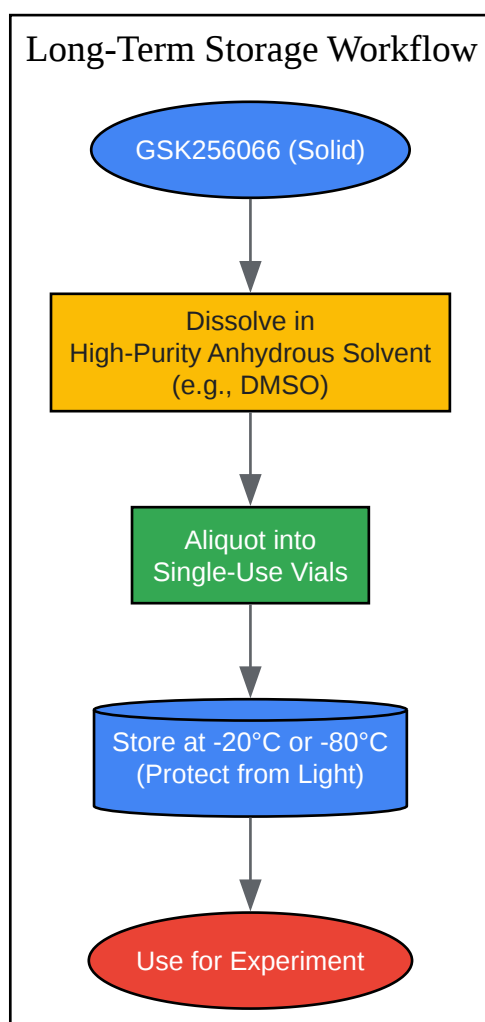 Long-Term Storage Workflow
GSK256066 (Solid)
Dissolve in
High-Purity Anhydrous Solvent
(e.g., DMSO)
Aliquot into
Single-Use Vials
Store at -20°C or -80°C
(Protect from Light)
Use for Experiment